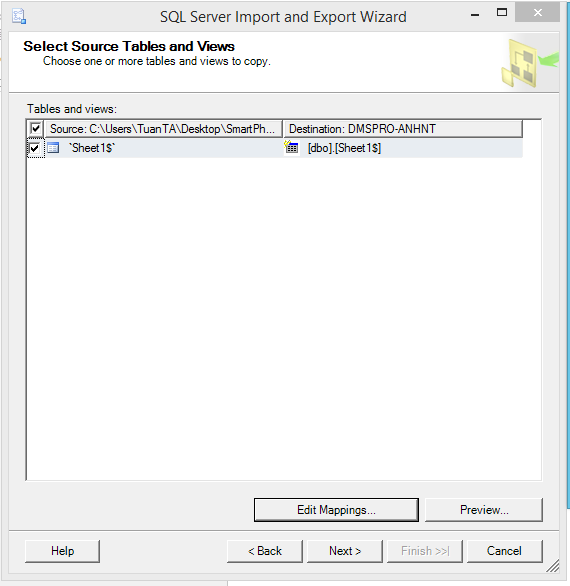 SQL Server Import and Export Wizard
Select Source Tables and Views
Choose one or more tables and views to copy.
Tables and views:
Source: C:\Users\TuanTA\Desktop\SmartPh... Destination: DMSPRO-ANHNT
`Sheet1$` [dbo].[Sheet1$]
Edit Mappings... Preview...
Help < Back Next > Finish >>| Cancel